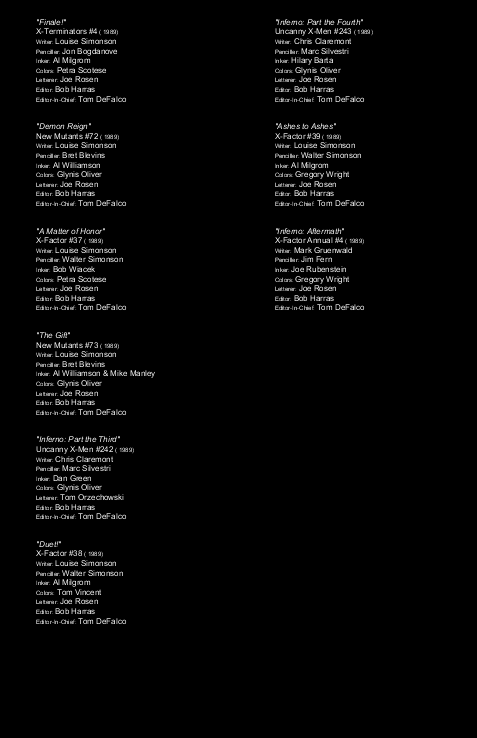 "Finale!"
X-Terminators #4 ( 1989)
Writer: Louise Simonson
Penciller: Jon Bogdanove
Inker: Al Milgrom
Colors: Petra Scotese
Letterer: Joe Rosen
Editor: Bob Harras
Editor-In-Chief: Tom DeFalco
"Demon Reign"
New Mutants #72 ( 1989)
Writer: Louise Simonson
Penciller: Bret Blevins
Inker: Al Williamson
Colors: Glynis Oliver
Letterer: Joe Rosen
Editor: Bob Harras
Editor-In-Chief: Tom DeFalco
"A Matter of Honor"
X-Factor #37 ( 1989)
Writer: Louise Simonson
Penciller: Walter Simonson
Inker: Bob Wiacek
Colors: Petra Scotese
Letterer: Joe Rosen
Editor: Bob Harras
Editor-In-Chief: Tom DeFalco
"The Gift"
New Mutants #73 ( 1989)
Writer: Louise Simonson
Penciller: Bret Blevins
Inker: Al Williamson & Mike Manley
Colors: Glynis Oliver
Letterer: Joe Rosen
Editor: Bob Harras
Editor-In-Chief: Tom DeFalco
"Inferno: Part the Third"
Uncanny X-Men #242 ( 1989)
Writer: Chris Claremont
Penciller: Marc Silvestri
Inker: Dan Green
Colors: Glynis Oliver
Letterer: Tom Orzechowski
Editor: Bob Harras
Editor-In-Chief: Tom DeFalco
"Duet!"
X-Factor #38 ( 1989)
Writer: Louise Simonson
Penciller: Walter Simonson
Inker: Al Milgrom
Colors: Tom Vincent
Letterer: Joe Rosen
Editor: Bob Harras
Editor-In-Chief: Tom DeFalco
"Inferno: Part the Fourth"
Uncanny X-Men #243 ( 1989)
Writer: Chris Claremont
Penciller: Marc Silvestri
Inker: Hilary Barta
Colors: Glynis Oliver
Letterer: Joe Rosen
Editor: Bob Harras
Editor-In-Chief: Tom DeFalco
"Ashes to Ashes"
X-Factor #39 ( 1989)
Writer: Louise Simonson
Penciller: Walter Simonson
Inker: Al Milgrom
Colors: Gregory Wright
Letterer: Joe Rosen
Editor: Bob Harras
Editor-In-Chief: Tom DeFalco
"Inferno: Aftermath"
X-Factor Annual #4 ( 1989)
Writer: Mark Gruenwald
Penciller: Jim Fern
Inker: Joe Rubenstein
Colors: Gregory Wright
Letterer: Joe Rosen
Editor: Bob Harras
Editor-In-Chief: Tom DeFalco